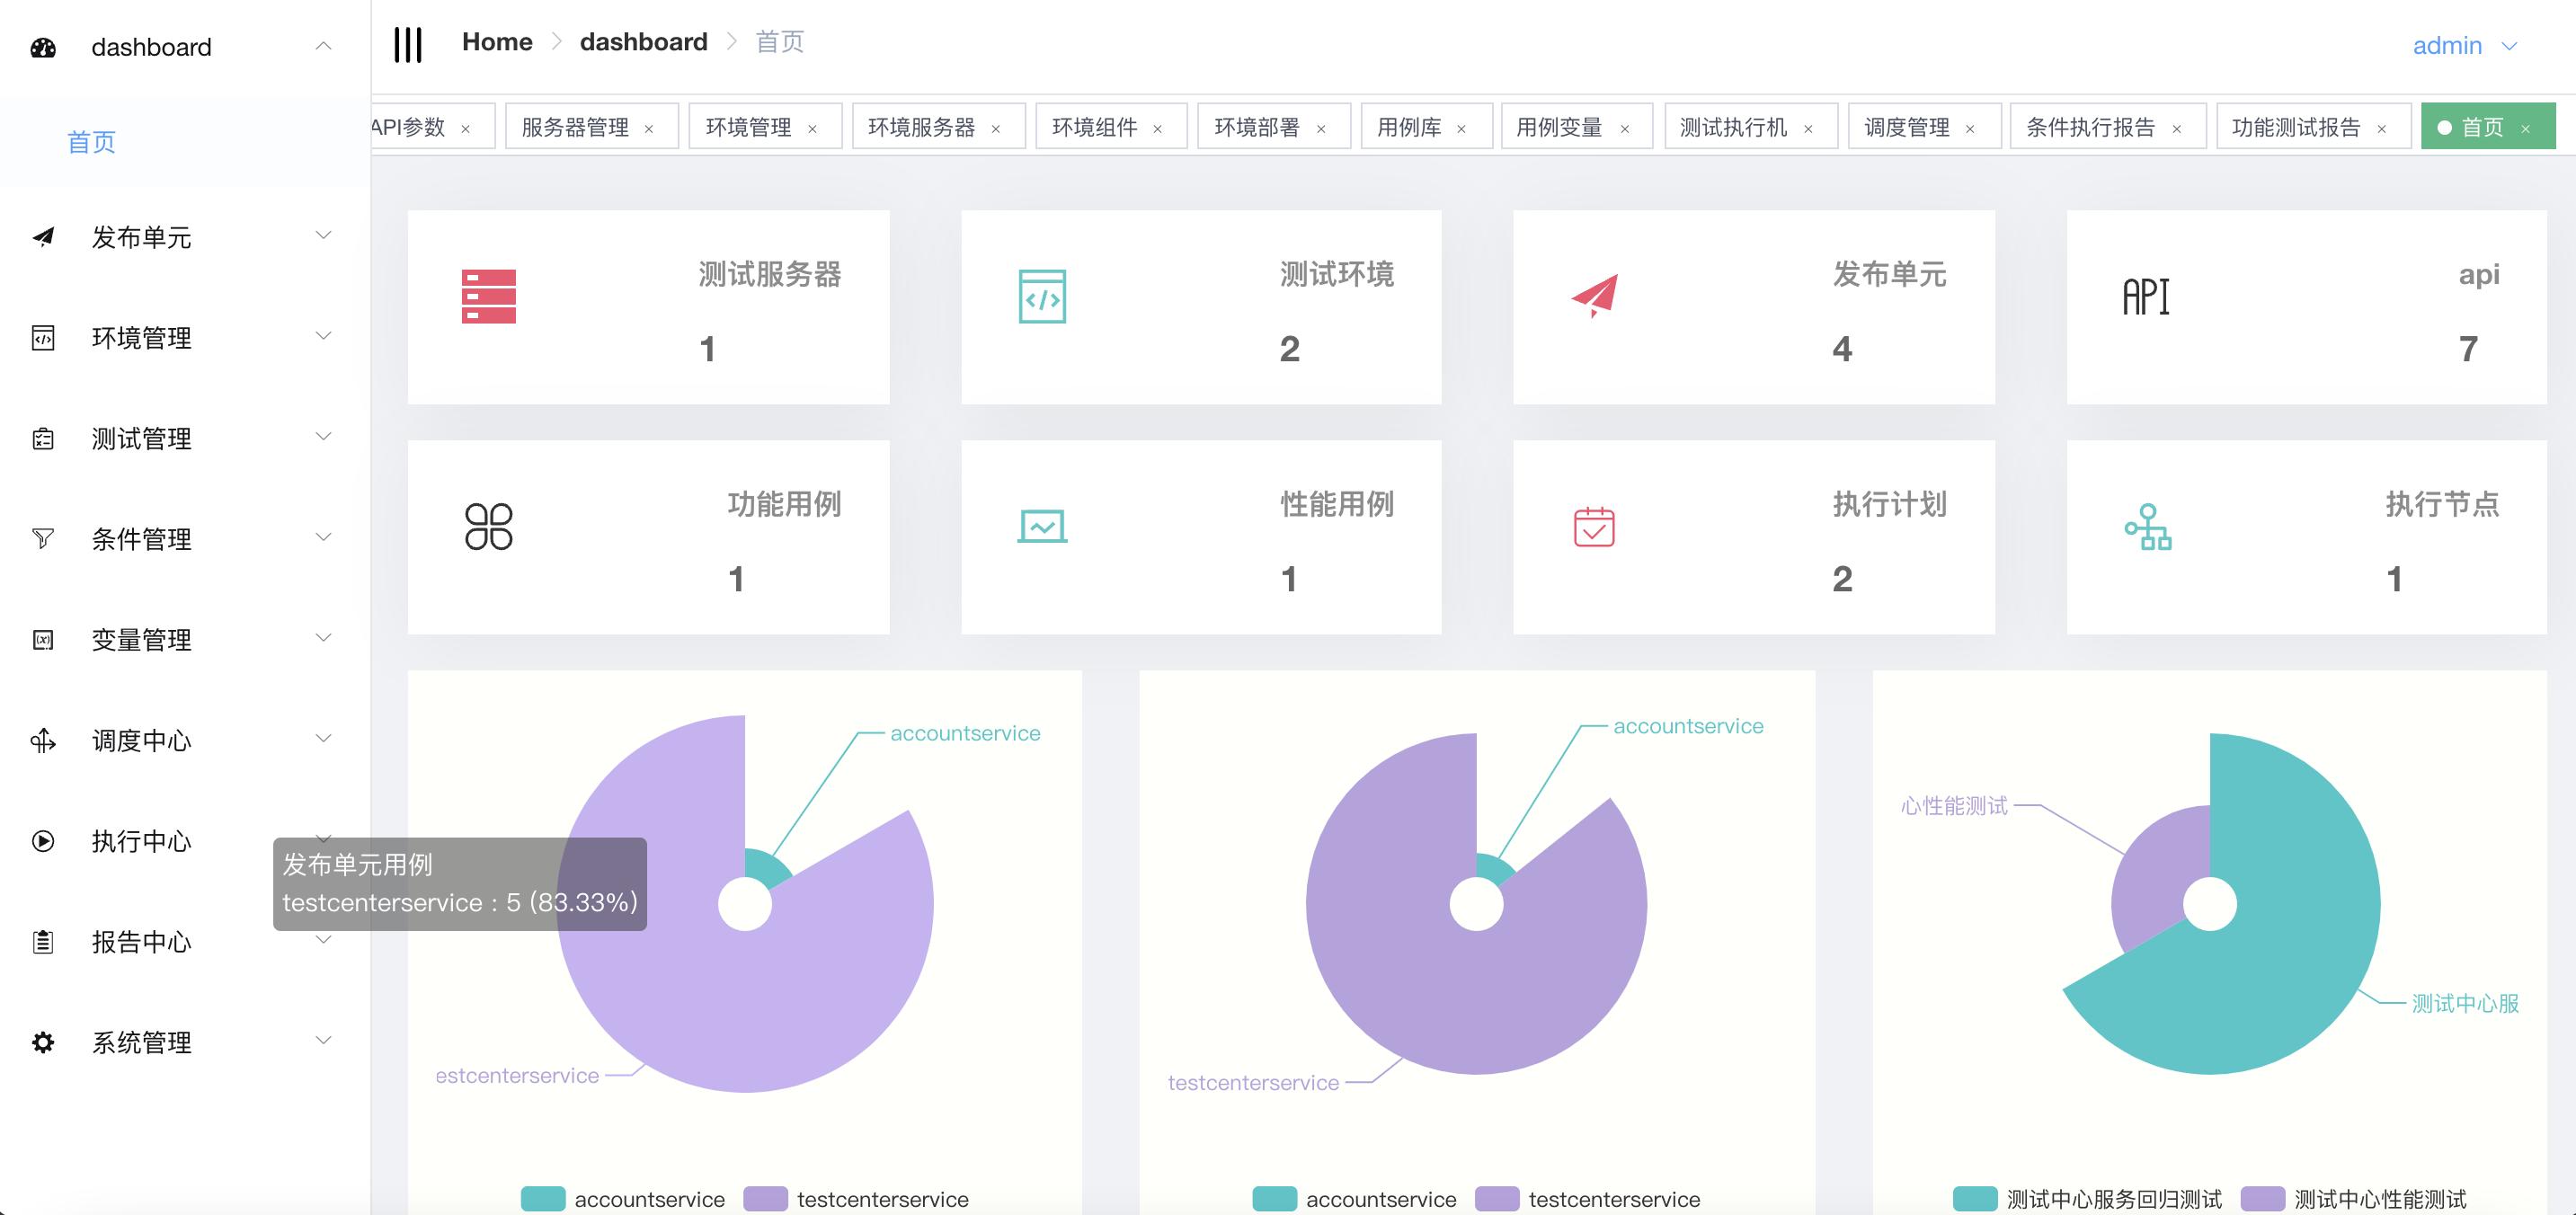 dashboard
首页
发布单元
环境管理
测试管理
条件管理
变量管理
调度中心
执行中心
报告中心
系统管理
Home dashboard 首页
admin
API参数 × 服务器管理 × 环境管理 × 环境服务器 × 环境组件 × 环境部署 × 用例库 × 用例变量 × 测试执行机 × 调度管理 × 条件执行报告 × 功能测试报告 × 首页 ×
测试服务器
1
</>
测试环境
2
发布单元
4
API
api
7
功能用例
1
性能用例
1
执行计划
2
执行节点
1
accountservice
estcenterservice
发布单元用例
testcenterservice : 5 (83.33%)
accountservice testcenterservice
accountservice
testcenterservice
accountservice testcenterservice
心性能测试
测试中心服
测试中心服务回归测试 测试中心性能测试